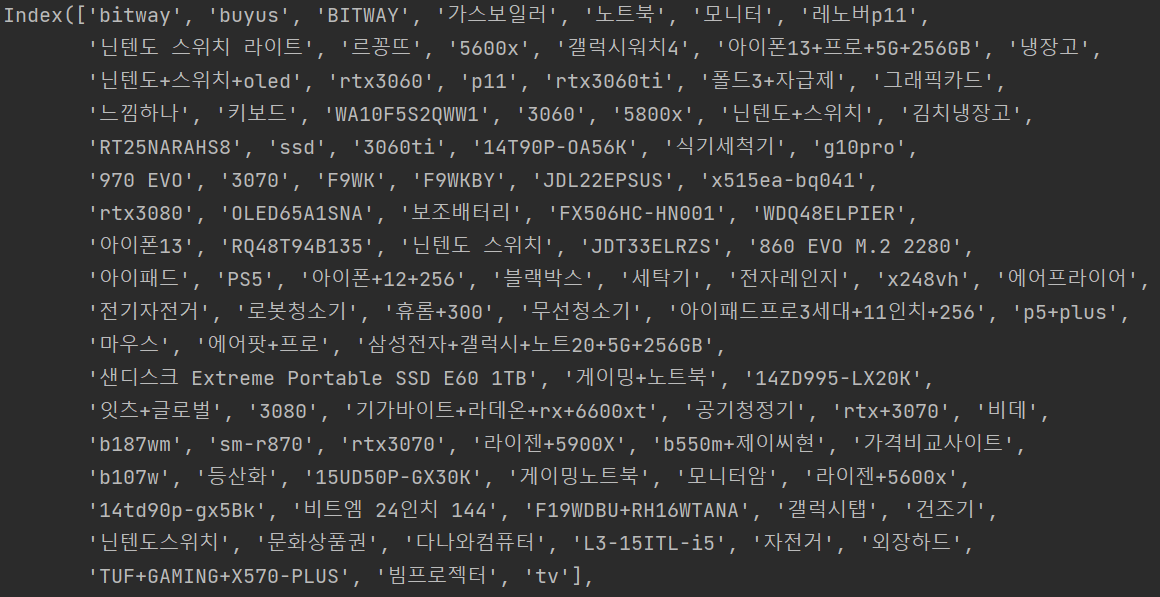 Index(['bitway', 'buyus', 'BITWAY', '가스보일러', '노트북', '모니터', '레노버p11',
'닌텐도 스위치 라이트', '르꽁뜨', '5600x', '갤럭시워치4', '아이폰13+프로+5G+256GB', '냉장고',
'닌텐도+스위치+oled', 'rtx3060', 'p11', 'rtx3060ti', '폴드3+자급제', '그래픽카드',
'느낌하나', '키보드', 'WA10F5S2QWW1', '3060', '5800x', '닌텐도+스위치', '김치냉장고',
'RT25NARAHS8', 'ssd', '3060ti', '14T90P-OA56K', '식기세척기', 'g10pro',
'970 EVO', '3070', 'F9WK', 'F9WKBY', 'JDL22EPSUS', 'x515ea-bq041',
'rtx3080', 'OLED65A1SNA', '보조배터리', 'FX506HC-HN001', 'WDQ48ELPIER',
'아이폰13', 'RQ48T94B135', '닌텐도 스위치', 'JDT33ELRZS', '860 EVO M.2 2280',
'아이패드', 'PS5', '아이폰+12+256', '블랙박스', '세탁기', '전자레인지', 'x248vh', '에어프라이어',
'전기자전거', '로봇청소기', '휴롬+300', '무선청소기', '아이패드프로3세대+11인치+256', 'p5+plus',
'마우스', '에어팟+프로', '삼성전자+갤럭시+노트20+5G+256GB',
'샌디스크 Extreme Portable SSD E60 1TB', '게이밍+노트북', '14ZD995-LX20K',
'잇츠+글로벌', '3080', '기가바이트+라데온+rx+6600xt', '공기청정기', 'rtx+3070', '비데',
'b187wm', 'sm-r870', 'rtx3070', '라이젠+5900X', 'b550m+제이씨현', '가격비교사이트',
'b107w', '등산화', '15UD50P-GX30K', '게이밍노트북', '모니터암', '라이젠+5600x',
'14td90p-gx5Bk', '비트엠 24인치 144', 'F19WDBU+RH16WTANA', '갤럭시탭', '건조기',
'닌텐도스위치', '문화상품권', '다나와컴퓨터', 'L3-15ITL-i5', '자전거', '외장하드',
'TUF+GAMING+X570-PLUS', '빔프로젝터', 'tv'],